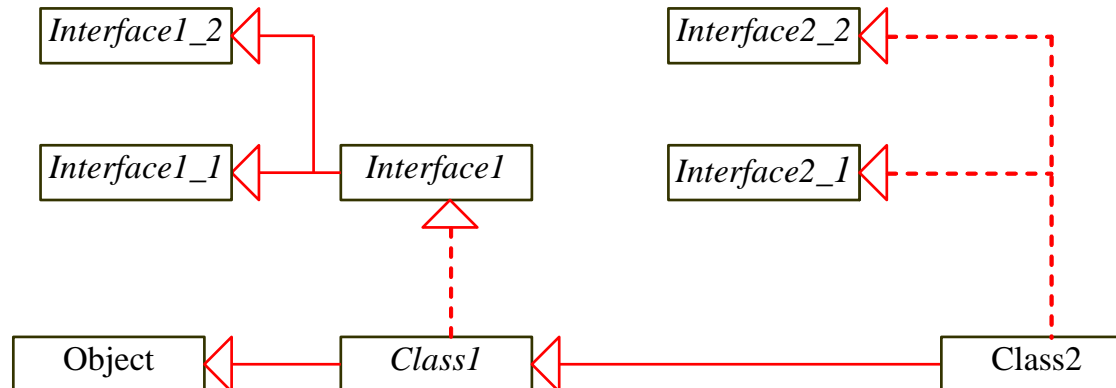 Interface1_2
Interface2_2
Interface1_1
Interface1
Interface2_1
Object
Class1
Class2